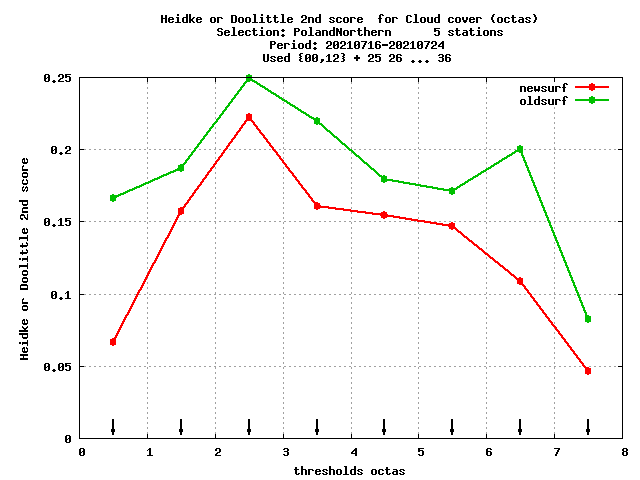 Heidke or Doolittle 2nd score  for Cloud cover (octas)
Selection: PolandNorthern      5 stations
Period: 20210716-20210724
Used {00,12} + 25 26 ... 36
newsurf
oldsurf
Heidke or Doolittle 2nd score
0.25
0.2
0.15
0.1
0.05
0
0 1 2 3 4 5 6 7 8
thresholds octas